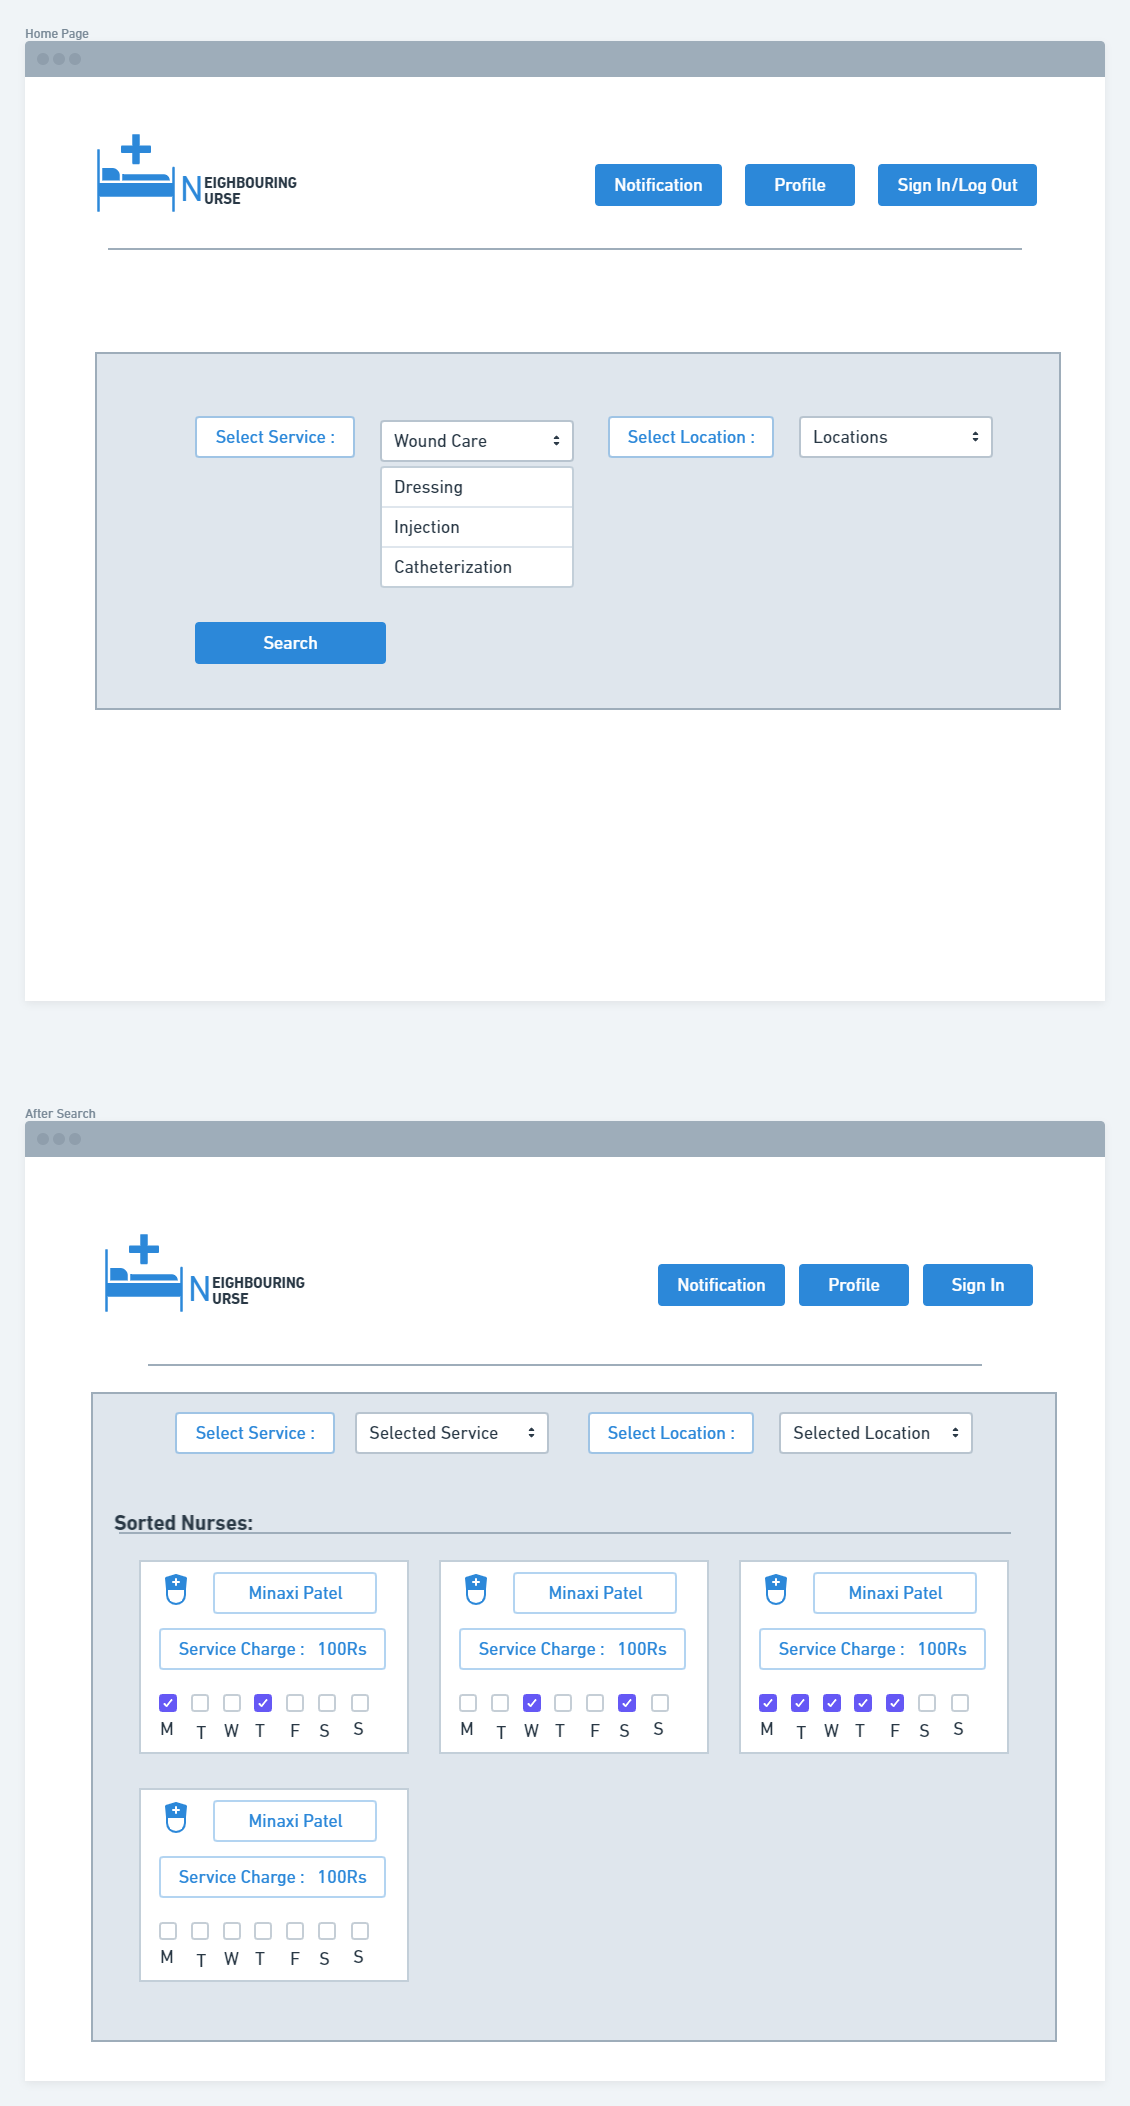 Home Page
NEIGHBOURING
URSE
Notification
Profile
Sign In/Log Out
Select Service :
Wound Care
Select Location :
Locations
Dressing
Injection
Catheterization
Search
After Search
NEIGHBOURING
URSE
Notification
Profile
Sign In
Select Service :
Selected Service
Select Location :
Selected Location
Sorted Nurses:
Minaxi Patel
Service Charge : 100Rs
M T W T F S S
Minaxi Patel
Service Charge : 100Rs
M T W T F S S
Minaxi Patel
Service Charge : 100Rs
M T W T F S S
Minaxi Patel
Service Charge : 100Rs
M T W T F S S